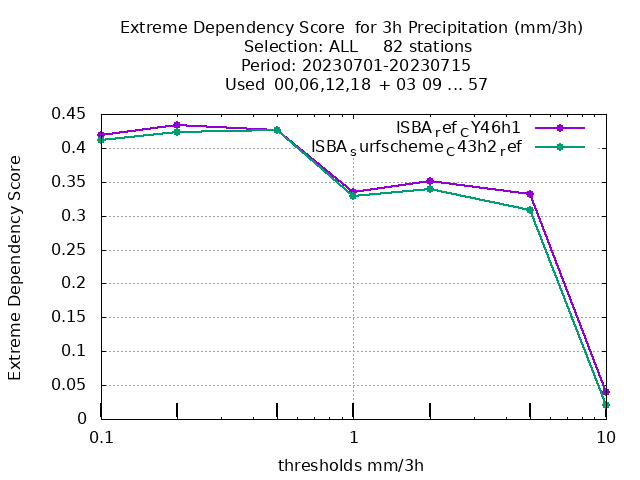 Extreme Dependency Score  for 3h Precipitation (mm/3h)
Selection: ALL     82 stations
Period: 20230701-20230715
Used  00,06,12,18  + 03 09 ... 57
ISBA_ref_CY46h1
ISBA_surfscheme_C43h2_ref
Extreme Dependency Score
0.45
0.4
0.35
0.3
0.25
0.2
0.15
0.1
0.05
0
0.1 1 10
thresholds mm/3h